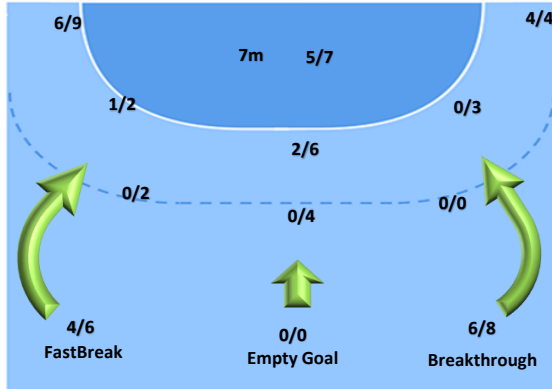 6/9
4/4
7m 5/7
1/2
0/3
2/6
0/2
0/0
0/4
4/6
0/0
6/8
FastBreak
Empty Goal
Breakthrough